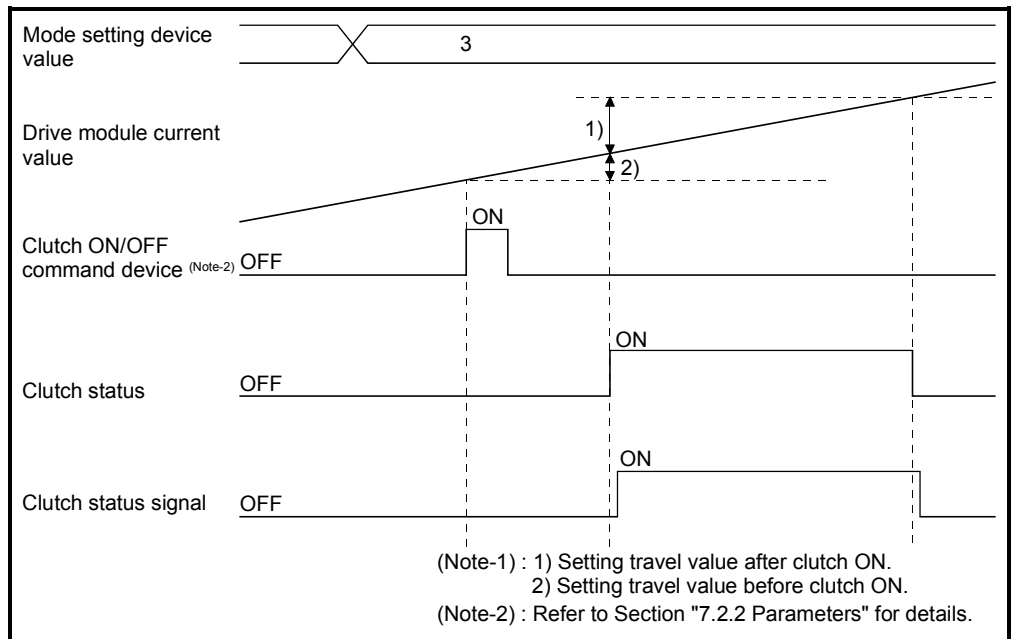 Mode setting device
value
3
Drive module current
value
1)
2)
ON
Clutch ON/OFF
command device (Note-2) OFF
ON
Clutch status OFF
ON
Clutch status signal OFF
(Note-1) : 1) Setting travel value after clutch ON.
2) Setting travel value before clutch ON.
(Note-2) : Refer to Section "7.2.2 Parameters" for details.